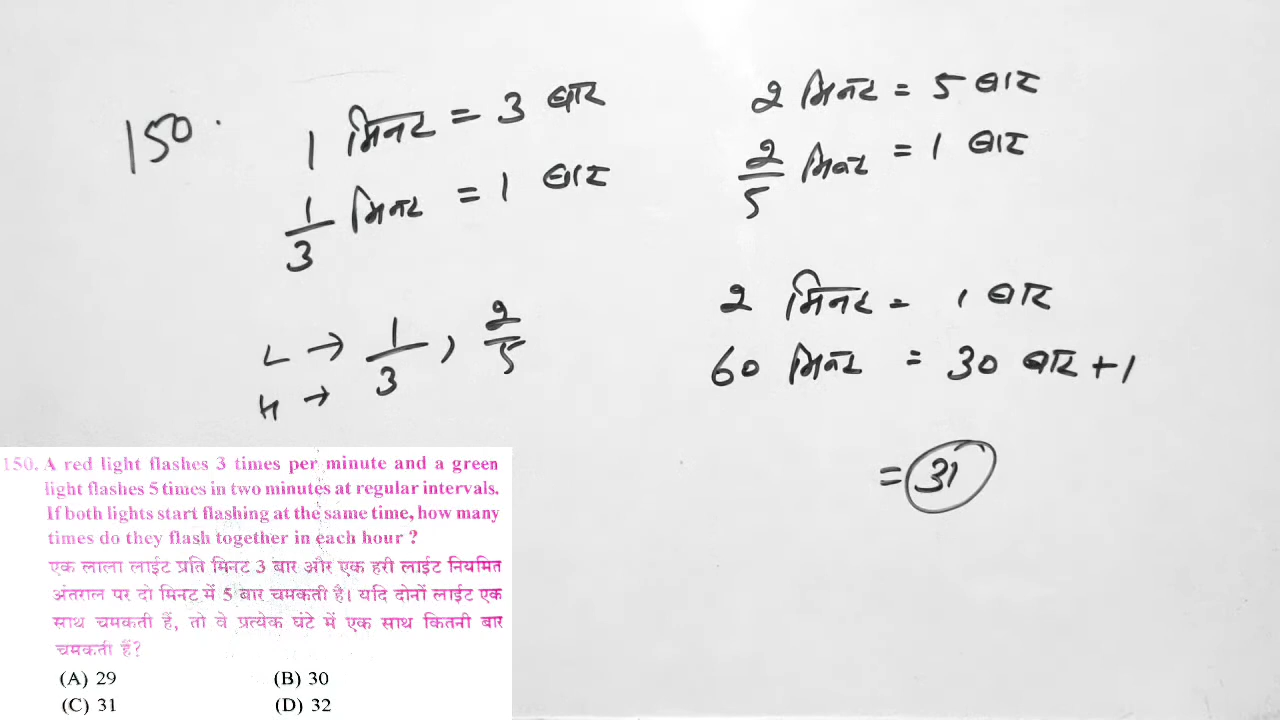 150.
1 मिनट = 3 बार
1/3 मिनट = 1 बार
L → 1/3 , 2/5
H →
2 मिनट = 5 बार
2/5 मिनट = 1 बार
2 मिनट = 1 बार
60 मिनट = 30 बार + 1
= 31
150. A red light flashes 3 times per minute and a green
light flashes 5 times in two minutes at regular intervals.
If both lights start flashing at the same time, how many
times do they flash together in each hour ?
एक लाला लाईट प्रति मिनट 3 बार और एक हरी लाईट नियमित
अंतराल पर दो मिनट में 5 बार चमकती है। यदि दोनों लाईट एक
साथ चमकती हैं, तो वे प्रत्येक घंटे में एक साथ कितनी बार
चमकती हैं?
(A) 29 (B) 30
(C) 31 (D) 32